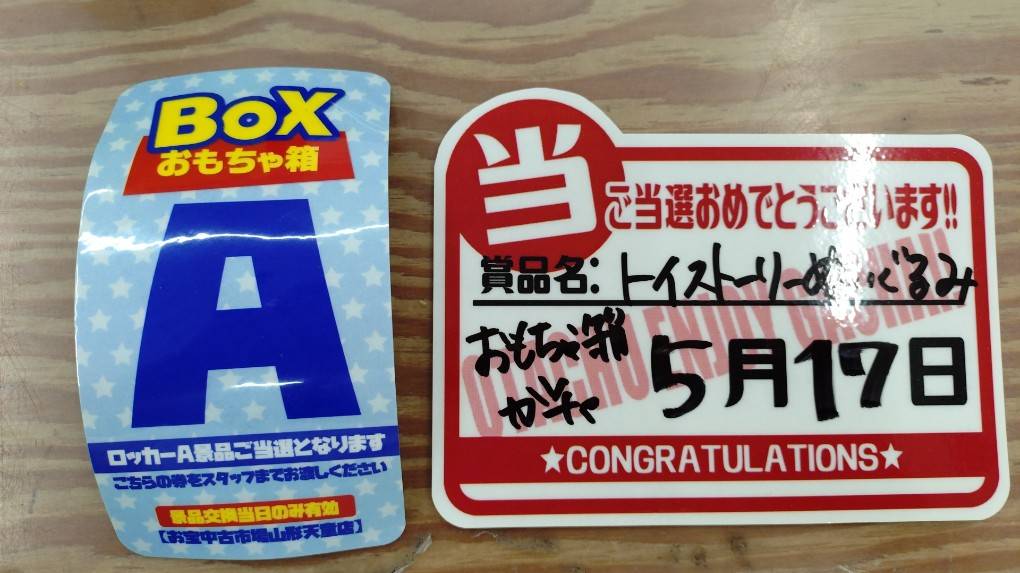 BOX
おもちゃ箱
A
ロッカーA景品ご当選となります
こちらの券をスタッフまでお渡しください
景品交換当日のみ有効
【お宝中古市場山形天童店】
当
ご当選おめでとうございます!!
賞品名: トイストーリーぬいぐるみ
おもちゃ箱
ガチャ
5月17日
★CONGRATULATIONS★